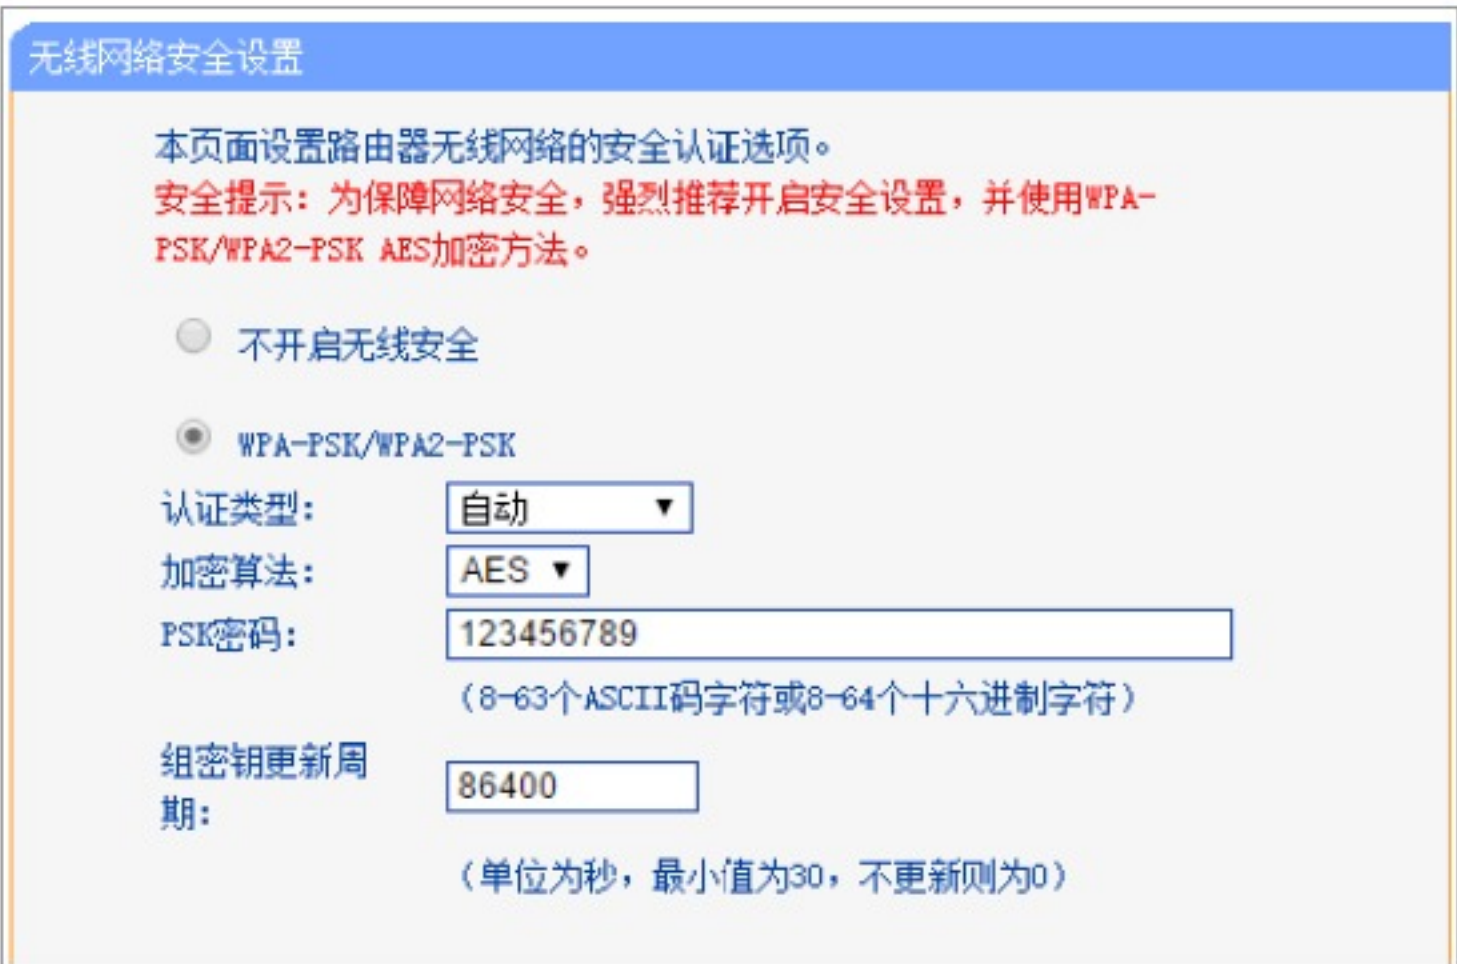 无线网络安全设置
本页面设置路由器无线网络的安全认证选项。
安全提示：为保障网络安全，强烈推荐开启安全设置，并使用WPA-
PSK/WPA2-PSK AES加密方法。
不开启无线安全
WPA-PSK/WPA2-PSK
认证类型： 自动
加密算法： AES
PSK密码： 123456789
（8-63个ASCII码字符或8-64个十六进制字符）
组密钥更新周
期： 86400
（单位为秒，最小值为30，不更新则为0）